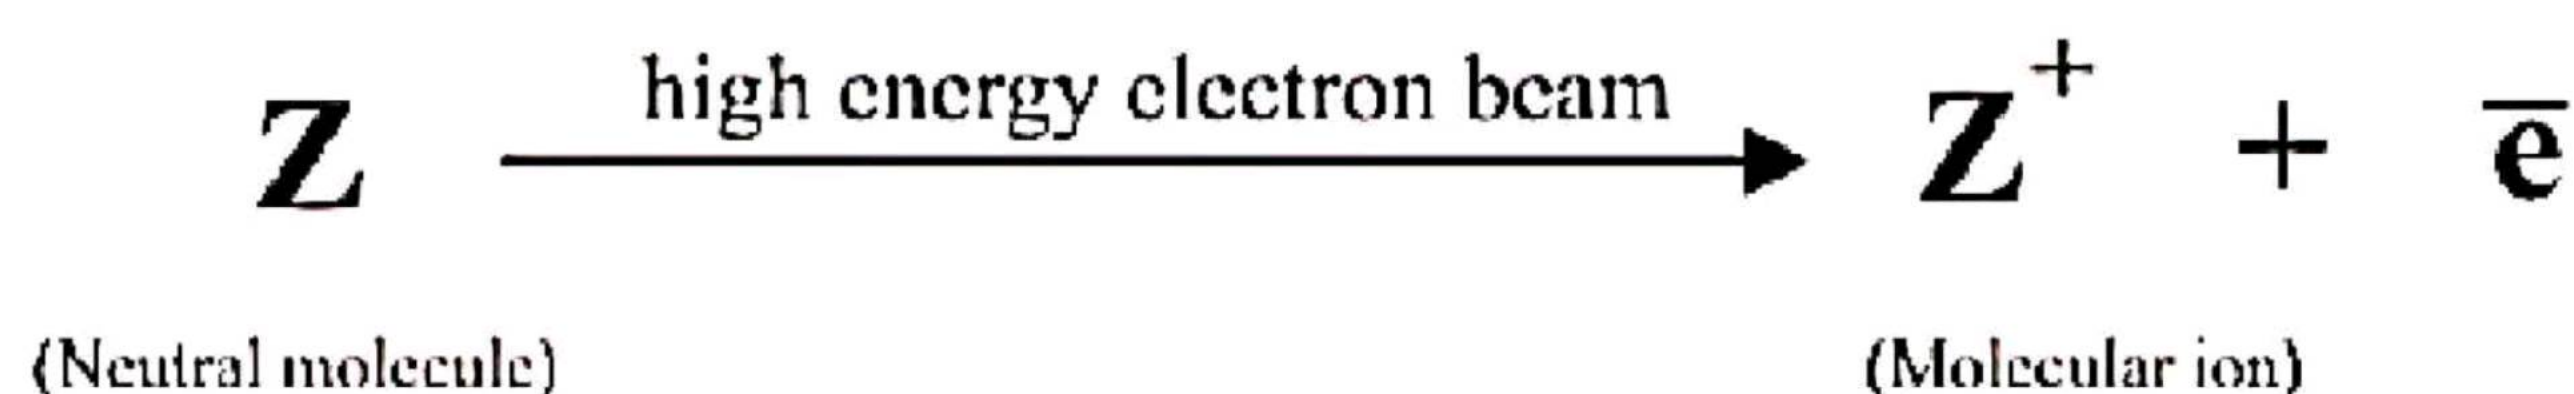 high energy electron beam
Z Z⁺ + e̅
(Neutral molecule) (Molecular ion)